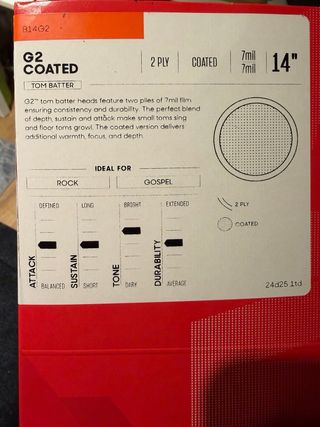 B14G2
G2
COATED
2 PLY
COATED
7mil
7mil
14"
TOM BATTER
G2™ tom batter heads feature two plies of 7mil film
ensuring consistency and durability. The perfect blend
of depth, sustain and attack make small toms sing
and floor toms growl. The coated version delivers
additional warmth, focus, and depth.
IDEAL FOR
ROCK
GOSPEL
DEFINED
LONG
BRIGHT
EXTENDED
ATTACK
SUSTAIN
TONE
DURABILITY
BALANCED
SHORT
DARK
AVERAGE
2 PLY
COATED
24d25.1td